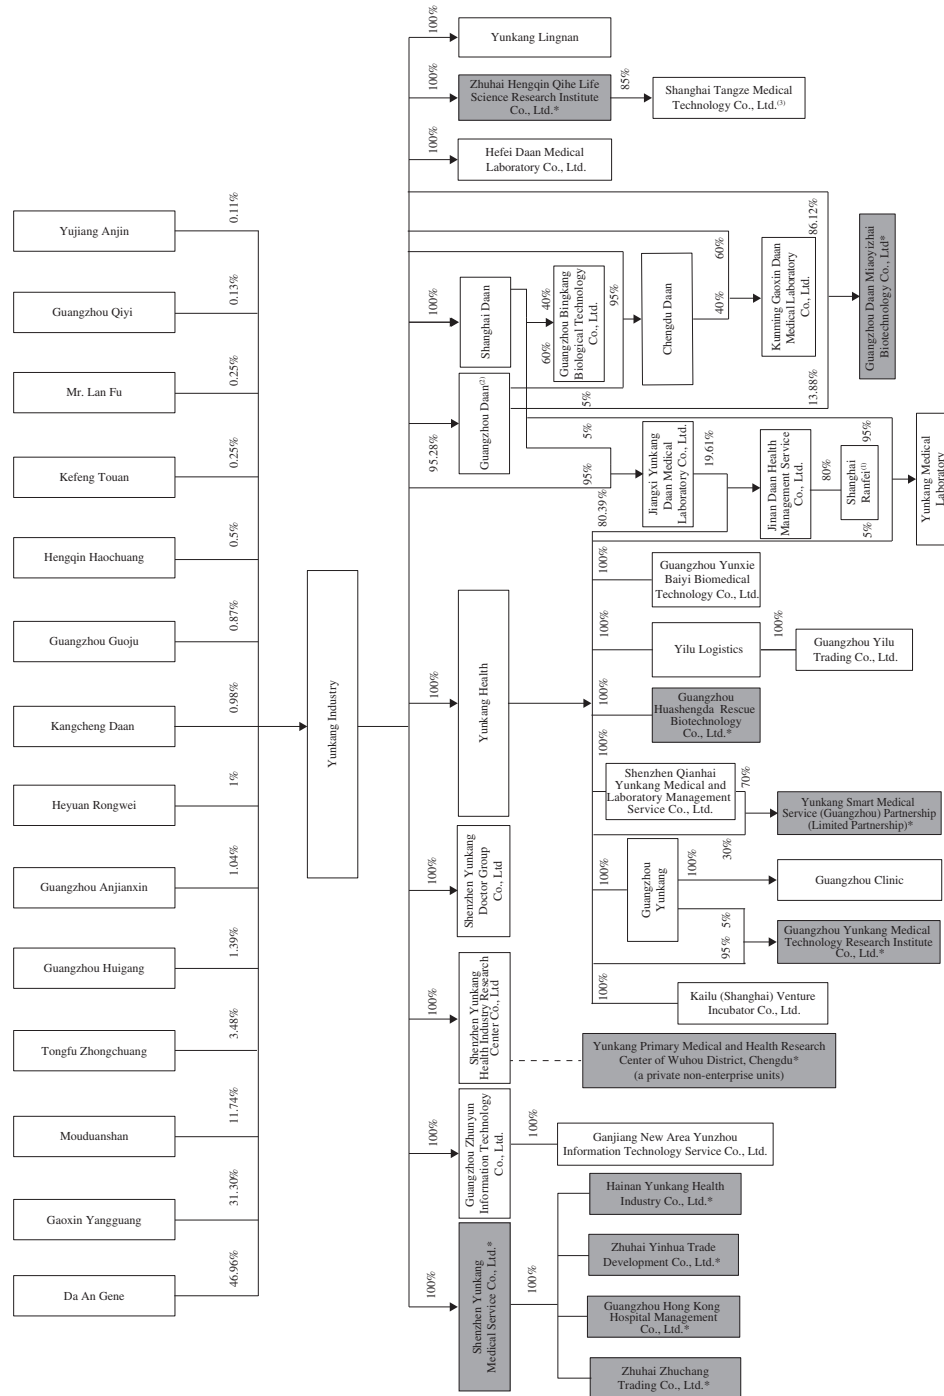 Yujiang Anjin
0.11%
Guangzhou Qiyi
0.13%
Mr. Lan Fu
0.25%
Kefeng Touan
0.25%
Hengqin Haochuang
0.5%
Guangzhou Guoju
0.87%
Kangcheng Daan
0.98%
Heyuan Rongwei
1%
Guangzhou Anjianxin
1.04%
Guangzhou Huigang
1.39%
Tongfu Zhongchuang
3.48%
Mouduanshan
11.74%
Gaoxin Yangguang
31.30%
Da An Gene
46.96%
Yunkang Industry
100%
Yunkang Lingnan
100%
Zhuhai Hengqin Qihe Life
Science Research Institute
Co., Ltd.*
85%
Shanghai Tangze Medical
Technology Co., Ltd.(3)
100%
Hefei Daan Medical
Laboratory Co., Ltd.
100%
Shanghai Daan
40%
60%
Guangzhou Bingkang
Biological Technology
Co., Ltd.
95%
5%
Chengdu Daan
60%
40%
Kunming Gaoxin Daan
Medical Laboratory
Co., Ltd.
86.12%
13.88%
Guangzhou Daan Miaoyizhai
Biotechnology Co., Ltd*
95.28%
Guangzhou Daan(2)
5%
95%
Jiangxi Yunkang
Daan Medical
Laboratory Co., Ltd.
19.61%
80.39%
Jinan Daan Health
Management Service
Co., Ltd.
80%
Shanghai
Ranfei(1)
95%
5%
Yunkang Medical
Laboratory
100%
Yunkang Health
100%
Guangzhou Yunxie
Baiyi Biomedical
Technology Co., Ltd.
100%
Yilu Logistics
100%
Guangzhou Yilu
Trading Co., Ltd.
100%
Guangzhou
Huashengda Rescue
Biotechnology
Co., Ltd.*
100%
Shenzhen Qianhai
Yunkang Medical and
Laboratory Management
Service Co., Ltd.
70%
30%
Yunkang Smart Medical
Service (Guangzhou) Partnership
(Limited Partnership)*
100%
Guangzhou
Yunkang
100%
Guangzhou Clinic
5%
95%
Guangzhou Yunkang Medical
Technology Research Institute
Co., Ltd.*
100%
Kailu (Shanghai) Venture
Incubator Co., Ltd.
100%
Shenzhen Yunkang
Doctor Group
Co., Ltd
100%
Shenzhen Yunkang
Health Industry Research
Center Co., Ltd
Yunkang Primary Medical and Health Research
Center of Wuhou District, Chengdu*
(a private non-enterprise units)
100%
Guangzhou Zhunyun
Information Technology
Co., Ltd.
100%
Ganjiang New Area Yunzhou
Information Technology Service Co., Ltd.
100%
Shenzhen Yunkang
Medical Service Co., Ltd.*
100%
Hainan Yunkang Health
Industry Co., Ltd.*
Zhuhai Yinhua Trade
Development Co., Ltd.*
Guangzhou Hong Kong
Hospital Management
Co., Ltd.*
Zhuhai Zhuchang
Trading Co., Ltd.*